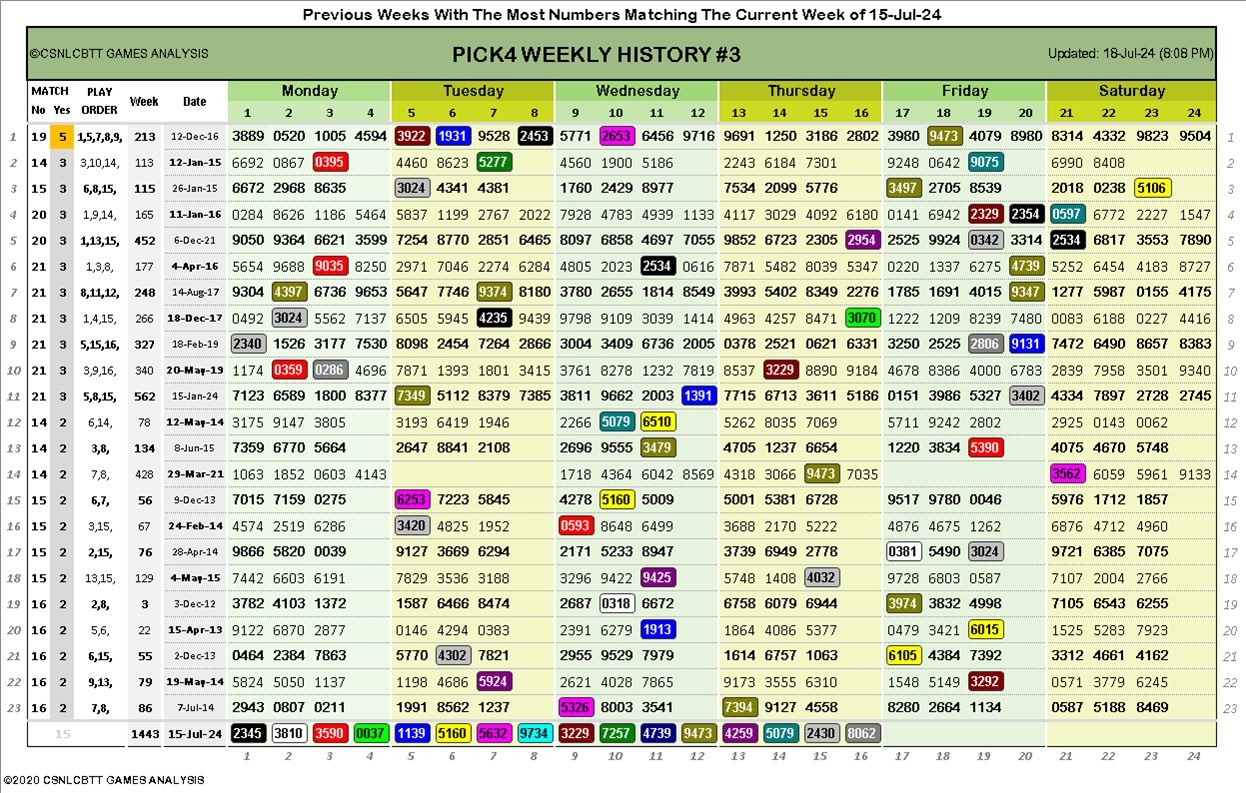 Previous Weeks With The Most Numbers Matching The Current Week of 15-Jul-24
©CSNLCBTT GAMES ANALYSIS PICK4 WEEKLY HISTORY #3 Updated: 18-Jul-24 (8:08 PM)
MATCH PLAY Week Date Monday Tuesday Wednesday Thursday Friday Saturday
No Yes ORDER 1 2 3 4 5 6 7 8 9 10 11 12 13 14 15 16 17 18 19 20 21 22 23 24
1 19 5 1,5,7,8,9, 213 12-Dec-16 3889 0520 1005 4594 3922 1931 9528 2453 5771 2653 6456 9716 9691 1250 3186 2802 3980 9473 4079 8980 8314 4332 9823 9504 1
2 14 3 3,10,14, 113 12-Jan-15 6692 0867 0395 4460 8623 5277 4560 1900 5186 2243 6184 7301 9248 0642 9075 6990 8408 2
3 15 3 6,8,15, 115 26-Jan-15 6672 2968 8635 3024 4341 4381 1760 2429 8977 7534 2099 5776 3497 2705 8539 2018 0238 5106 3
4 20 3 1,9,14, 165 11-Jan-16 0284 8626 1186 5464 5837 1199 2767 2022 7928 4783 4939 1133 4117 3029 4092 6180 0141 6942 2329 2354 0597 6772 2227 1547 4
5 20 3 1,13,15, 452 6-Dec-21 9050 9364 6621 3599 7254 8770 2851 6465 8097 6858 4697 7055 9852 6723 2305 2954 2525 9924 0342 3314 2534 6817 3553 7890 5
6 21 3 1,3,8, 177 4-Apr-16 5654 9688 9035 8250 2971 7046 2274 6284 4805 2023 2534 0616 7871 5482 8039 5347 0220 1337 6275 4739 5252 6454 4183 8727 6
7 21 3 8,11,12, 248 14-Aug-17 9304 4397 6736 9653 5647 7746 9374 8180 3780 2655 1814 8549 3993 5402 8349 2276 1785 1691 4015 9347 1277 5987 0155 4175 7
8 21 3 1,4,15, 266 18-Dec-17 0492 3024 5562 7137 6505 5945 4235 9439 9798 9109 3039 1414 4963 4257 8471 3070 1222 1209 8239 7480 0083 6188 0227 4416 8
9 21 3 5,15,16, 327 18-Feb-19 2340 1526 3177 7530 8098 2454 7264 2866 3004 3409 6736 2005 0378 2521 0621 6331 3250 2525 2806 9131 7472 6490 8657 8383 9
10 21 3 3,9,16, 340 20-May-19 1174 0359 0286 4696 7871 1393 1801 3415 3761 8278 1232 7819 8537 3229 8890 9184 4678 8386 4000 6783 2839 7958 3501 9340 10
11 21 3 5,8,15, 562 15-Jan-24 7123 6589 1800 8377 7349 5112 8379 7385 3811 9662 2003 1391 7715 6713 3611 5186 0151 3986 5327 3402 4334 7897 2728 2745 11
12 14 2 6,14, 78 12-May-14 3175 9147 3805 3193 6419 1946 2266 5079 6510 5262 8035 7069 5711 9242 2802 2925 0143 0062 12
13 14 2 3,8, 134 8-Jun-15 7359 6770 5664 2647 8841 2108 2696 9555 3479 4705 1237 6654 1220 3834 5390 4075 4670 5748 13
14 14 2 7,8, 428 29-Mar-21 1063 1852 0603 4143 1718 4364 6042 8569 4318 3066 9473 7035 3562 6059 5961 9133 14
15 15 2 6,7, 56 9-Dec-13 7015 7159 0275 6253 7223 5845 4278 5160 5009 5001 5381 6728 9517 9780 0046 5976 1712 1857 15
16 15 2 3,15, 67 24-Feb-14 4574 2519 6286 3420 4825 1952 0593 8648 6499 3688 2170 5222 4876 4675 1262 6876 4712 4960 16
17 15 2 2,15, 76 28-Apr-14 9866 5820 0039 9127 3669 6294 2171 5233 8947 3739 6949 2778 0381 5490 3024 9721 6385 7075 17
18 15 2 13,15, 129 4-May-15 7442 6603 6191 7829 3536 3188 3296 9422 9425 5748 1408 4032 9728 6803 0587 7107 2004 2766 18
19 16 2 2,8, 3 3-Dec-12 3782 4103 1372 1587 6466 8474 2687 0318 6672 6758 6079 6944 3974 3832 4998 7105 6543 6255 19
20 16 2 5,6, 22 15-Apr-13 9122 6870 2877 0146 4294 0383 2391 6279 1913 1864 4086 5377 0479 3421 6015 1525 5283 7923 20
21 16 2 6,15, 55 2-Dec-13 0464 2384 7863 5770 4302 7821 2955 9529 7979 1614 6757 1063 6105 4384 7392 3312 4661 4162 21
22 16 2 9,13, 79 19-May-14 5824 5050 1137 1198 4686 5924 2621 4028 7865 9173 3555 6310 1548 5149 3292 0571 3779 6245 22
23 16 2 7,8, 86 7-Jul-14 2943 0807 0211 1991 8562 1237 5326 8003 3541 7394 9127 4558 8280 2664 1134 0587 5188 8469 23
15 1443 15-Jul-24 2345 3810 3590 0037 1139 5160 5632 9734 3229 7257 4739 9473 4259 5079 2430 8062
1 2 3 4 5 6 7 8 9 10 11 12 13 14 15 16 17 18 19 20 21 22 23 24
©2020 CSNLCBTT GAMES ANALYSIS